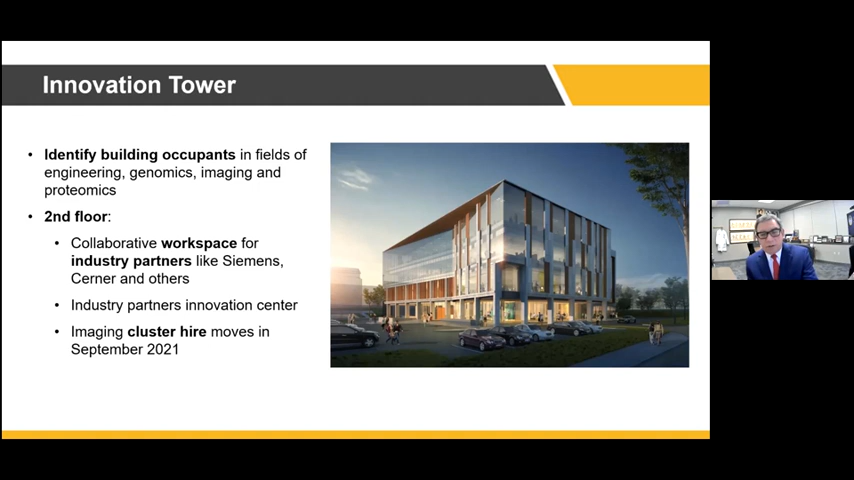 Innovation Tower
• Identify building occupants in fields of
engineering, genomics, imaging and
proteomics
• 2nd floor:
• Collaborative workspace for
industry partners like Siemens,
Cerner and others
• Industry partners innovation center
• Imaging cluster hire moves in
September 2021